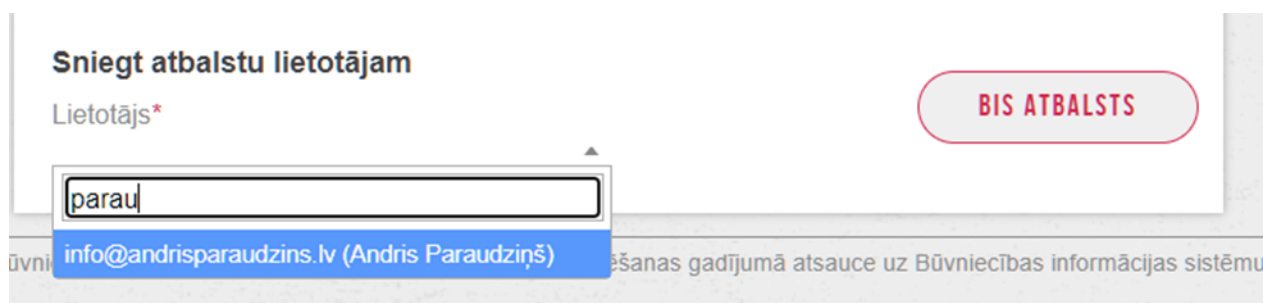 Sniegt atbalstu lietotājam
Lietotājs*
BIS ATBALSTS
parau
info@andrisparaudzins.lv (Andris Paraudziņš)
ēšanas gadījumā atsauce uz Būvniecības informācijas sistēmu